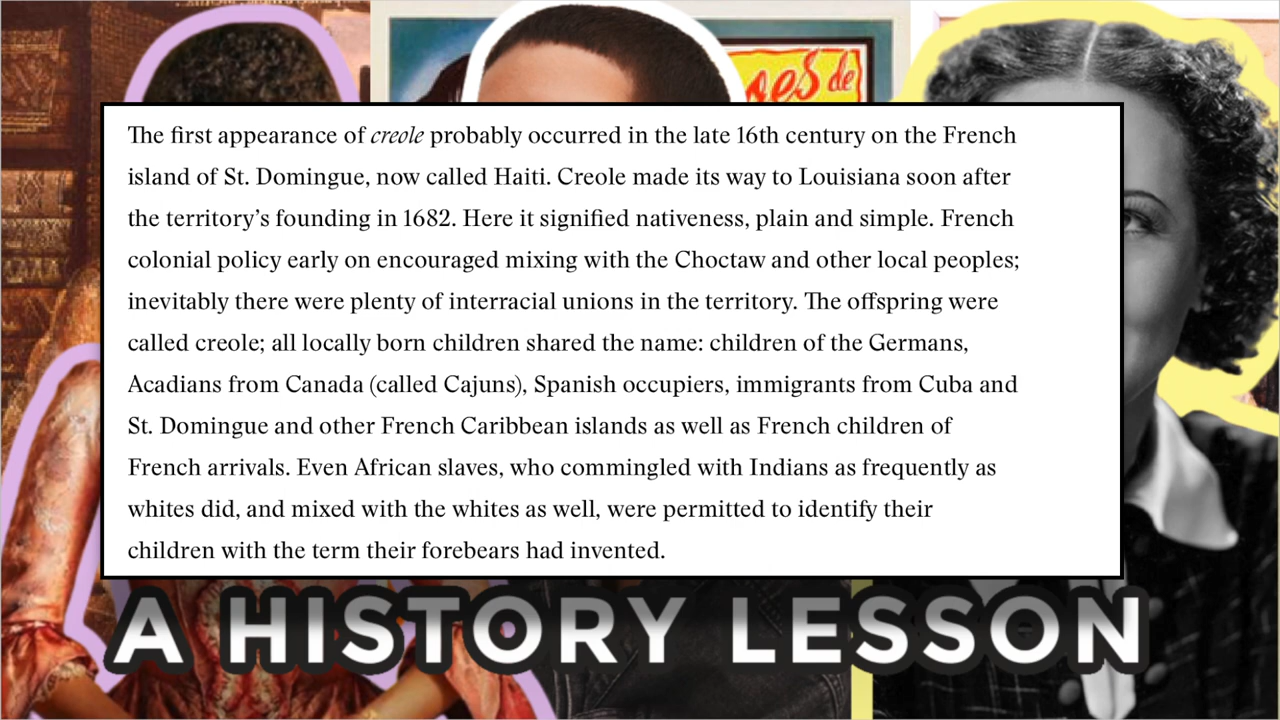 oes de
The first appearance of creole probably occurred in the late 16th century on the French
island of St. Domingue, now called Haiti. Creole made its way to Louisiana soon after
the territory’s founding in 1682. Here it signified nativeness, plain and simple. French
colonial policy early on encouraged mixing with the Choctaw and other local peoples;
inevitably there were plenty of interracial unions in the territory. The offspring were
called creole; all locally born children shared the name: children of the Germans,
Acadians from Canada (called Cajuns), Spanish occupiers, immigrants from Cuba and
St. Domingue and other French Caribbean islands as well as French children of
French arrivals. Even African slaves, who commingled with Indians as frequently as
whites did, and mixed with the whites as well, were permitted to identify their
children with the term their forebears had invented.
A HISTORY LESSON